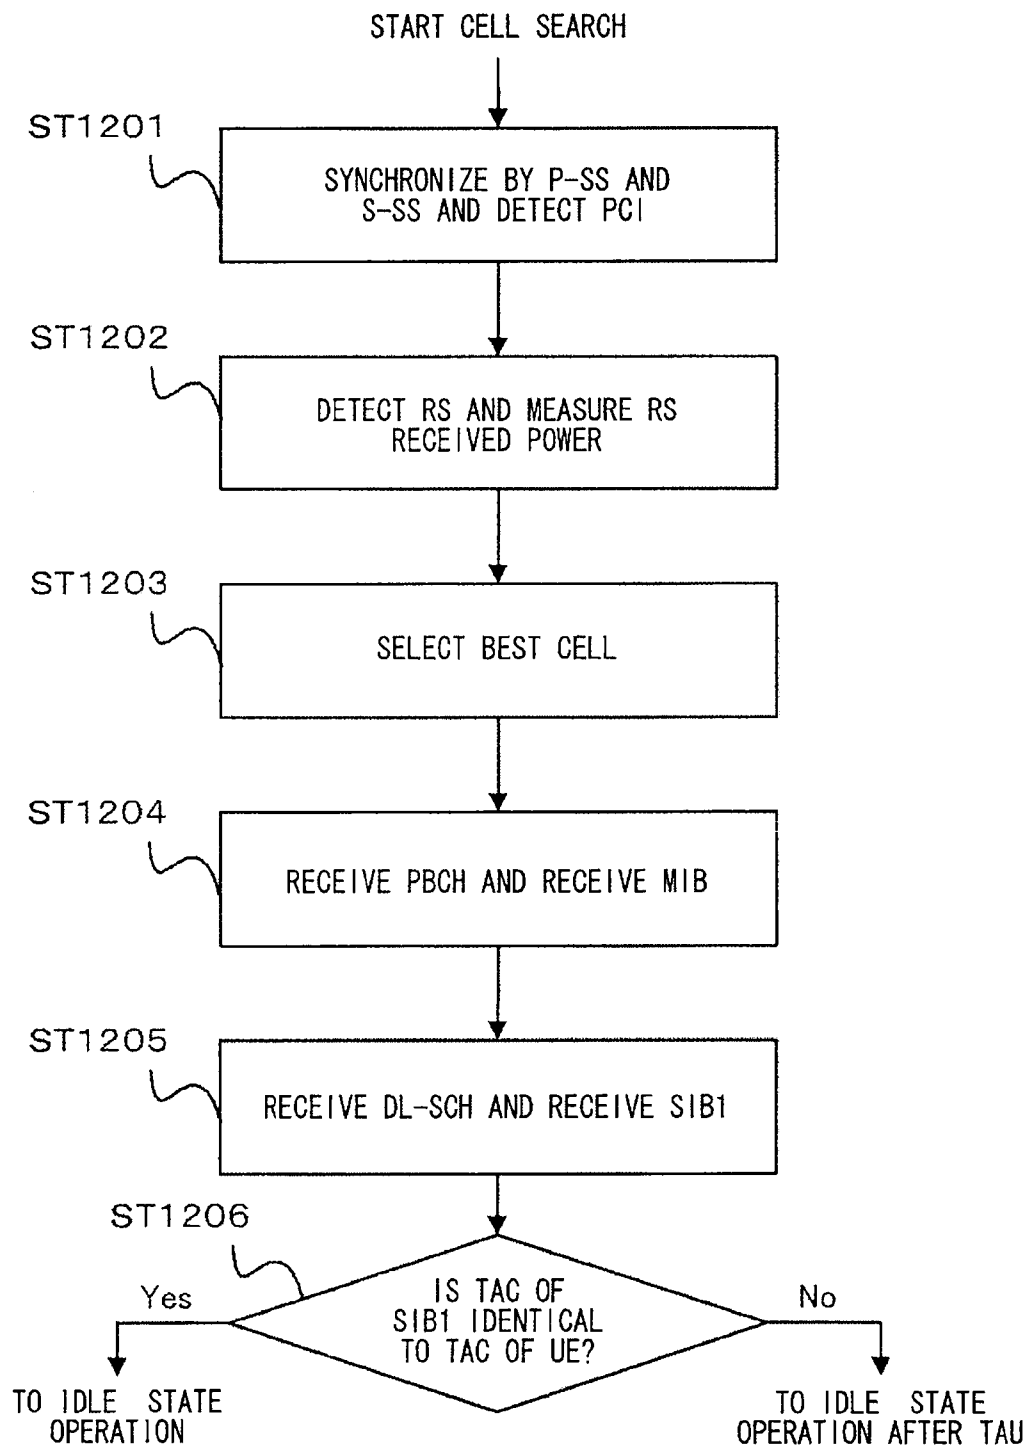 START CELL SEARCH
ST1201
SYNCHRONIZE BY P-SS AND
S-SS AND DETECT PCI
ST1202
DETECT RS AND MEASURE RS
RECEIVED POWER
ST1203
SELECT BEST CELL
ST1204
RECEIVE PBCH AND RECEIVE MIB
ST1205
RECEIVE DL-SCH AND RECEIVE SIB1
ST1206
IS TAC OF
SIB1 IDENTICAL
TO TAC OF UE?
Yes
No
TO IDLE STATE
OPERATION
TO IDLE STATE
OPERATION AFTER TAU